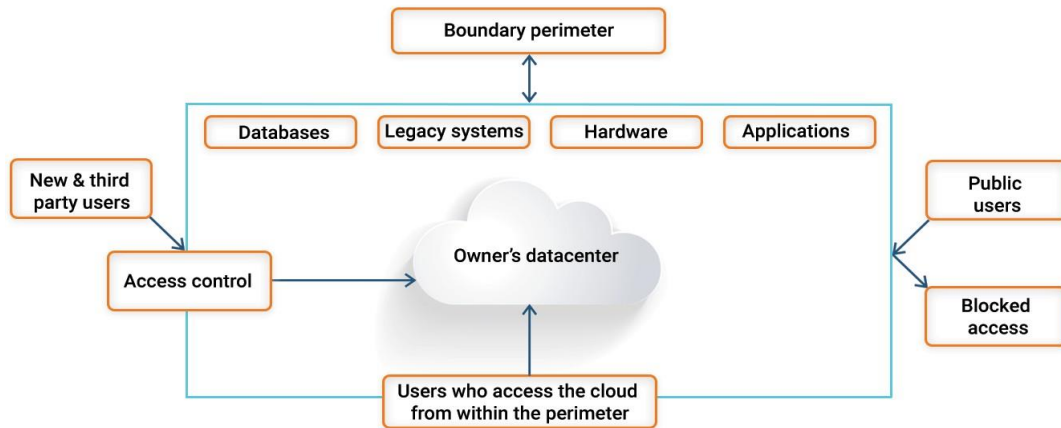 Boundary perimeter
Databases
Legacy systems
Hardware
Applications
New & third
party users
Public
users
Owner's datacenter
Access control
Blocked
access
Users who access the cloud
from within the perimeter